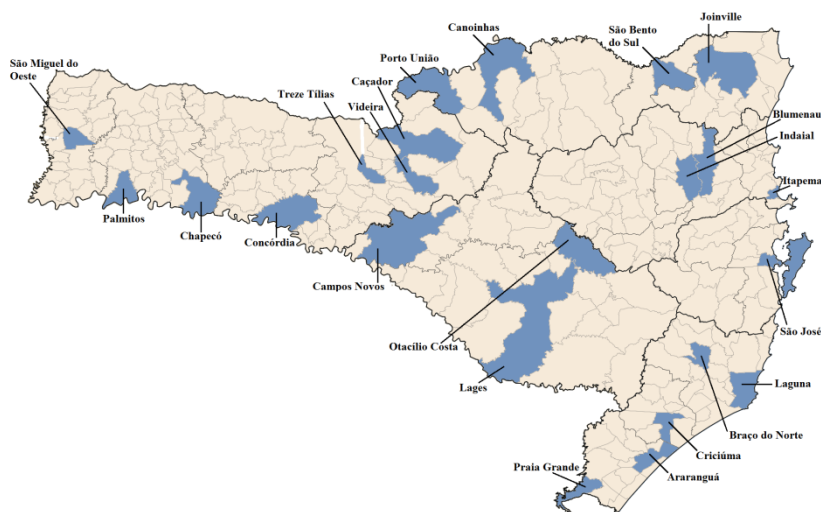 Canoinhas
São Bento
do Sul
Joinville
Porto União
São Miguel do
Oeste
Caçador
Treze Tílias
Videira
Blumenau
Indaial
Itapema
Palmitos
Chapecó
Concórdia
Campos Novos
São José
Otacílio Costa
Lages
Laguna
Braço do Norte
Criciúma
Praia Grande
Araranguá